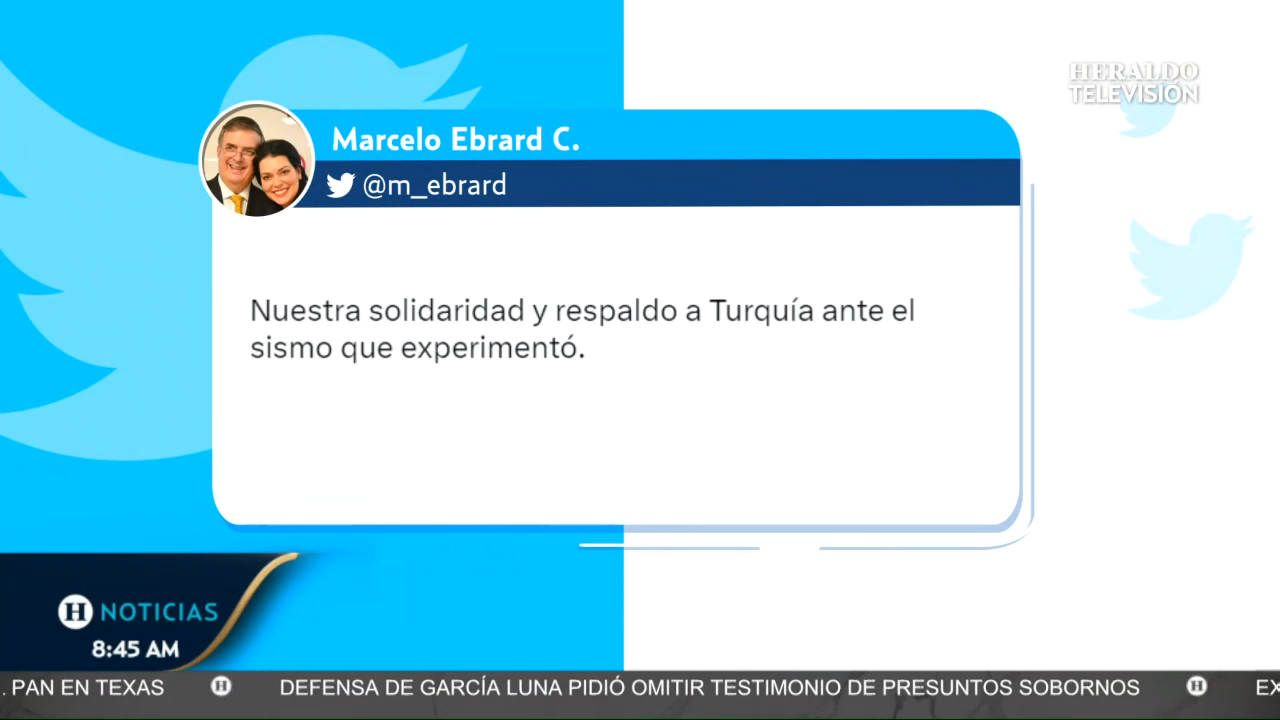 HERALDO
TELEVISIÓN
Marcelo Ebrard C.
@m_ebrard
Nuestra solidaridad y respaldo a Turquía ante el
sismo que experimentó.
H NOTICIAS
8:45 AM
. PAN EN TEXAS H DEFENSA DE GARCÍA LUNA PIDIÓ OMITIR TESTIMONIO DE PRESUNTOS SOBORNOS H EX